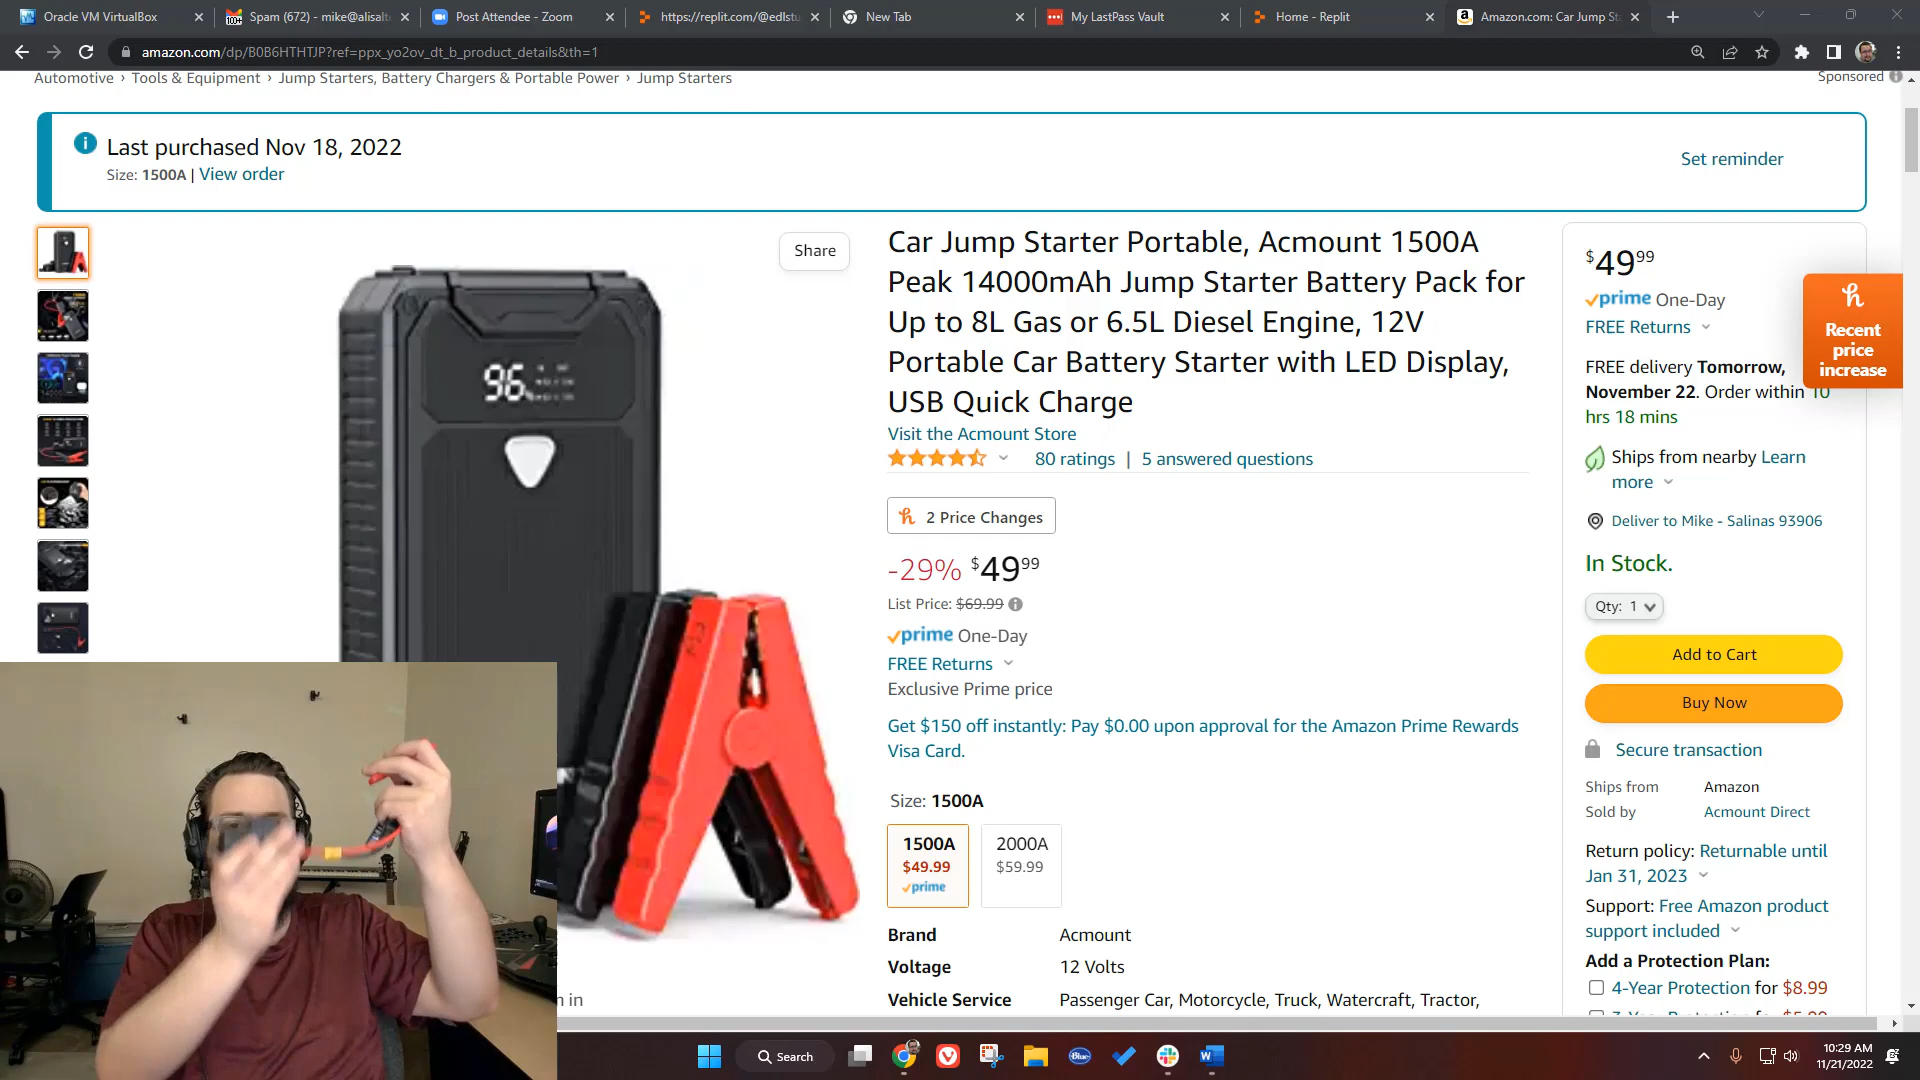 Oracle VM VirtualBox
Spam (672) - mike@alisal
Post Attendee - Zoom
https://replit.com/@edlstu
New Tab
My LastPass Vault
Home - Replit
Amazon.com: Car Jump St
amazon.com/dp/B0B6HTHTJP?ref=ppx_yo2ov_dt_b_product_details&th=1
Automotive › Tools & Equipment › Jump Starters, Battery Chargers & Portable Power › Jump Starters
Sponsored
Last purchased Nov 18, 2022
Size: 1500A | View order
Set reminder
Share
96%
Car Jump Starter Portable, Acmount 1500A
Peak 14000mAh Jump Starter Battery Pack for
Up to 8L Gas or 6.5L Diesel Engine, 12V
Portable Car Battery Starter with LED Display,
USB Quick Charge
Visit the Acmount Store
80 ratings | 5 answered questions
2 Price Changes
-29% $49 99
List Price: $69.99
prime One-Day
FREE Returns
Exclusive Prime price
Get $150 off instantly: Pay $0.00 upon approval for the Amazon Prime Rewards
Visa Card.
Size: 1500A
1500A
$49.99
prime
2000A
$59.99
Brand Acmount
Voltage 12 Volts
Vehicle Service Passenger Car, Motorcycle, Truck, Watercraft, Tractor,
in
$49 99
prime One-Day
FREE Returns
FREE delivery Tomorrow,
November 22. Order within 10
hrs 18 mins
Recent
price
increase
Ships from nearby Learn
more
Deliver to Mike - Salinas 93906
In Stock.
Qty: 1
Add to Cart
Buy Now
Secure transaction
Ships from Amazon
Sold by Acmount Direct
Return policy: Returnable until
Jan 31, 2023
Support: Free Amazon product
support included
Add a Protection Plan:
4-Year Protection for $8.99
Search
10:29 AM
11/21/2022